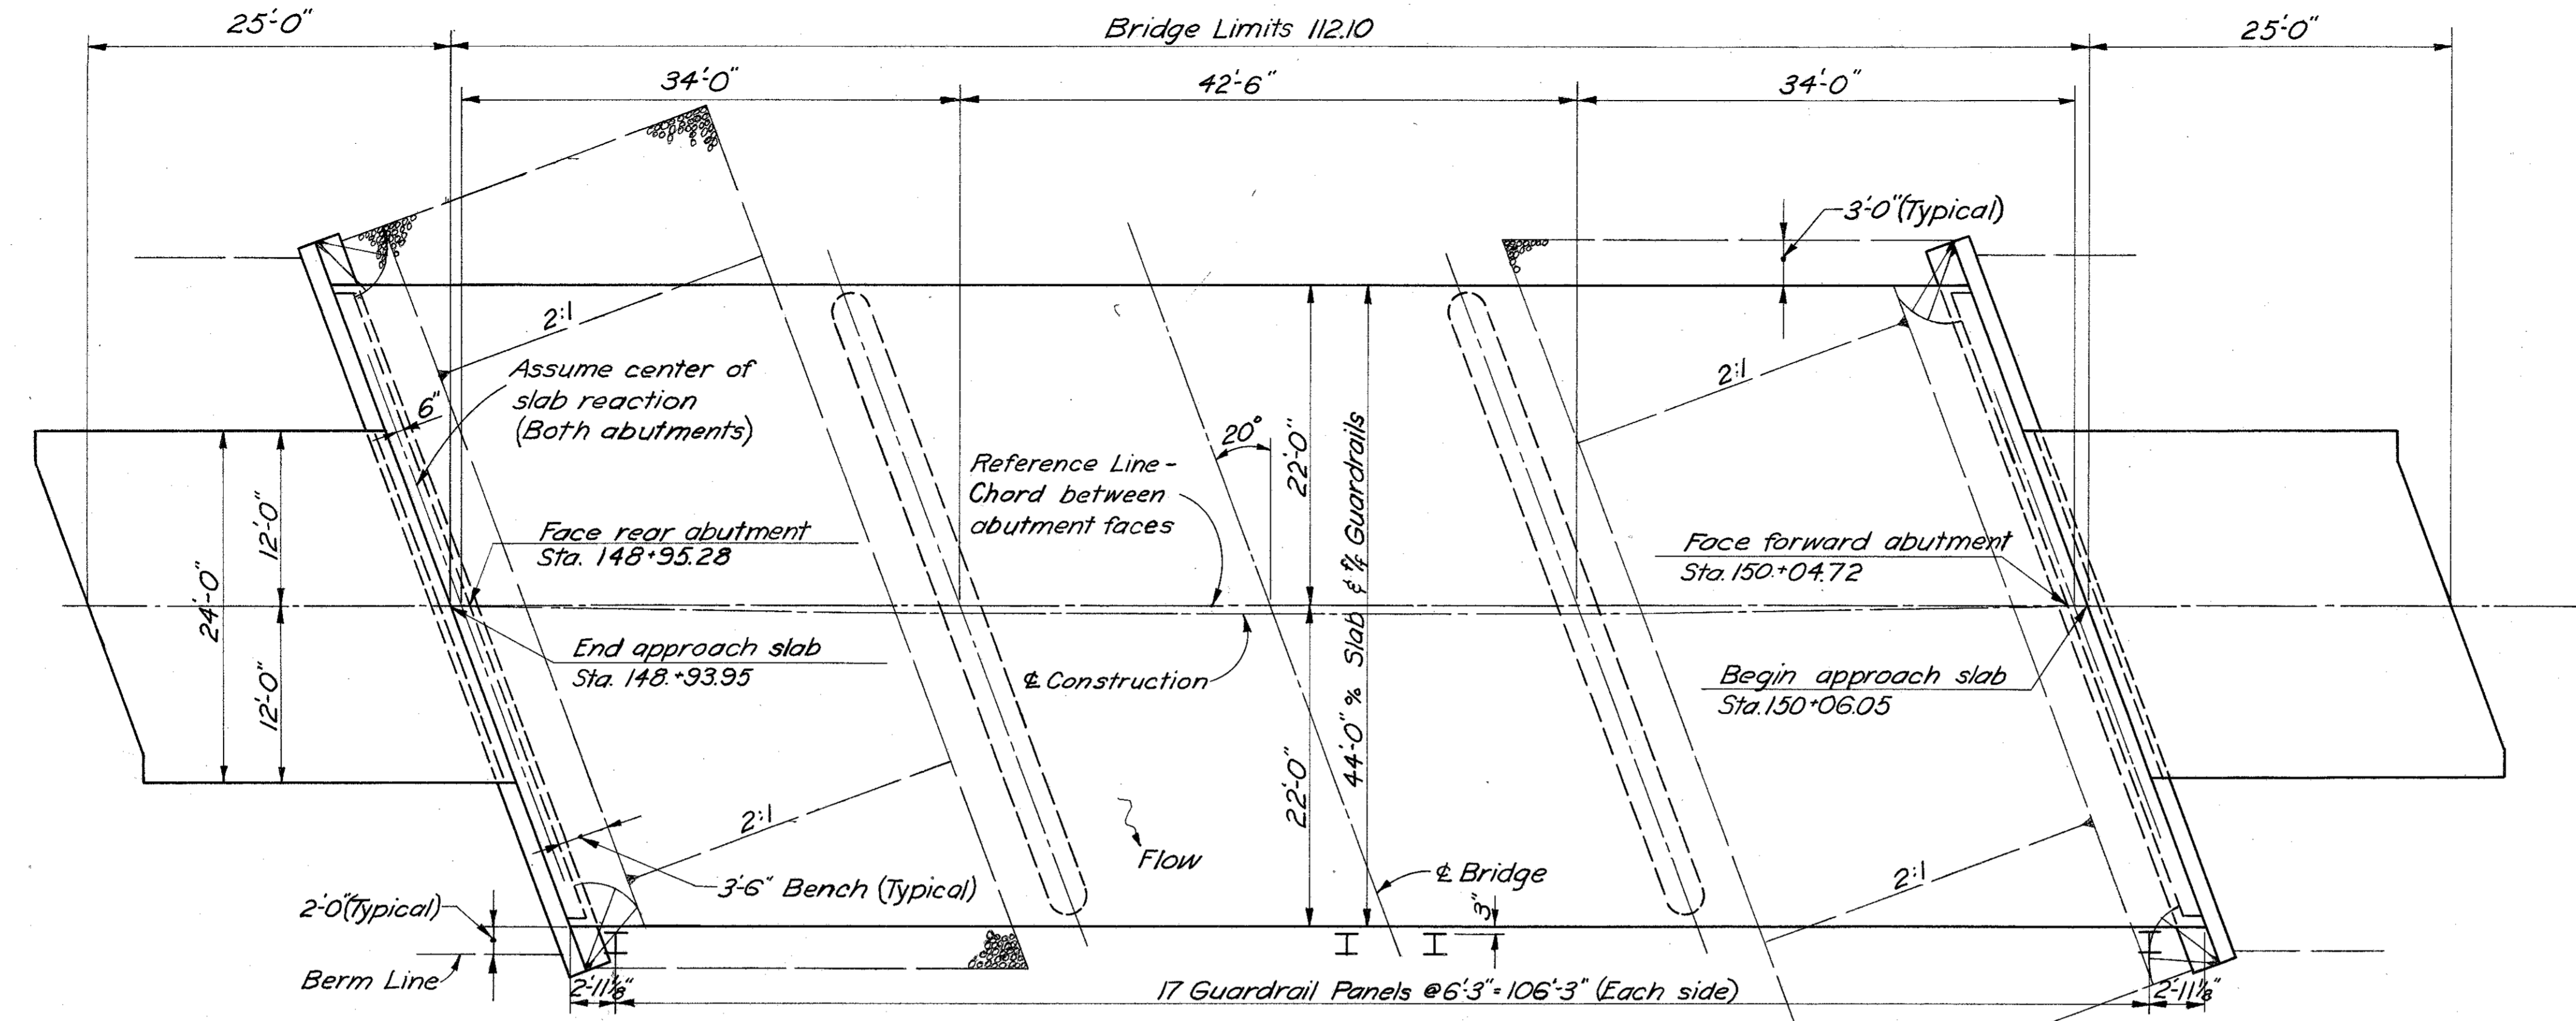 25'-0"
Bridge Limits 112.10
25'-0"
34'-0"
42'-6"
34'-0"
3'-0" (Typical)
2:1
2:1
Assume center of
slab reaction
(Both abutments)
6"
20°
Reference Line -
Chord between
abutment faces
22'-0"
44'-0" % Slab & f/f Guardrails
12'-0"
24'-0"
12'-0"
Face rear abutment
Sta. 148+95.28
Face forward abutment
Sta. 150+04.72
End approach slab
Sta. 148+93.95
℄ Construction
Begin approach slab
Sta. 150+06.05
22'-0"
2:1
Flow
℄ Bridge
2:1
3'-6" Bench (Typical)
2'-0" (Typical)
3"
Berm Line
2'-11⅛"
17 Guardrail Panels @ 6'-3" = 106'-3" (Each side)
2'-11⅛"